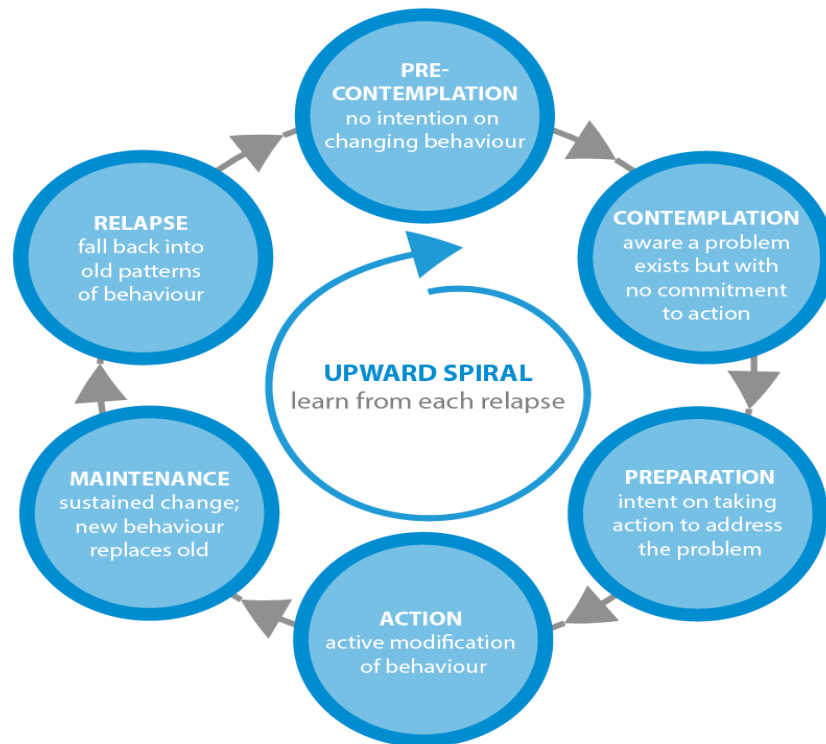 PRE-
CONTEMPLATION
no intention on
changing behaviour
CONTEMPLATION
aware a problem
exists but with
no commitment
to action
PREPARATION
intent on taking
action to address
the problem
ACTION
active modification
of behaviour
MAINTENANCE
sustained change;
new behaviour
replaces old
RELAPSE
fall back into
old patterns
of behaviour
UPWARD SPIRAL
learn from each relapse